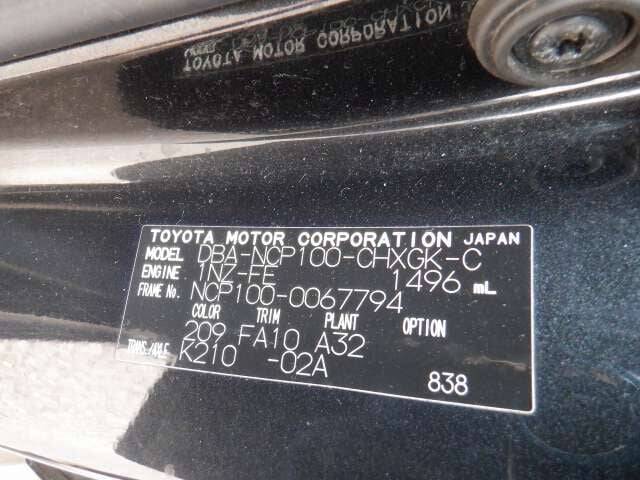 TOYOTA MOTOR CORPORATION
TOYOTA MOTOR CORPORATION JAPAN
MODEL DBA-NCP100-CHXGK-C
ENGINE 1NZ-FE 1496 mL
FRAME No. NCP100-0067794
COLOR TRIM PLANT OPTION
209 FA10 A32
TRANS./AXLE K210 -02A
838